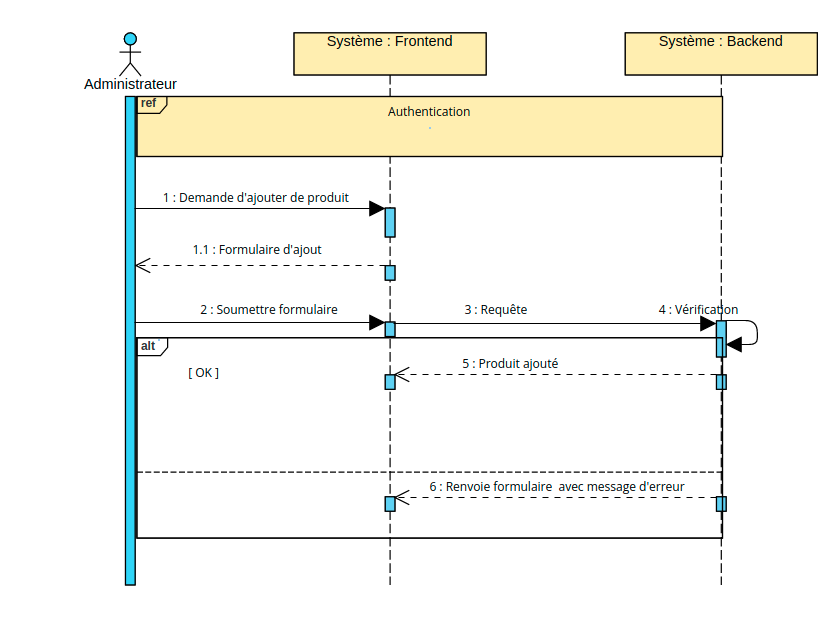 Système : Frontend
Système : Backend
Administrateur
ref
Authentication
1 : Demande d'ajouter de produit
1.1 : Formulaire d'ajout
2 : Soumettre formulaire
3 : Requête
4 : Vérification
alt
[ OK ]
5 : Produit ajouté
6 : Renvoie formulaire  avec message d'erreur